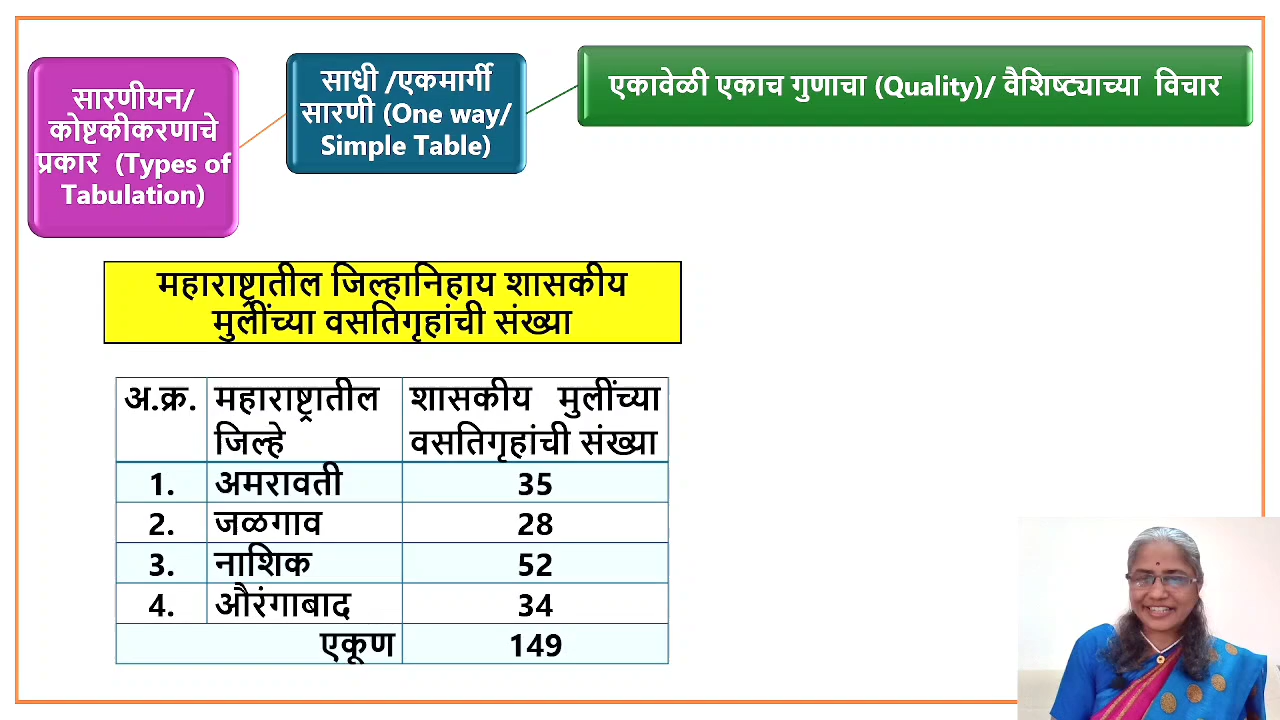 सारणीयन/
कोष्टकीकरणाचे
प्रकार (Types of
Tabulation)
साधी /एकमार्गी
सारणी (One way/
Simple Table)
एकावेळी एकाच गुणाचा (Quality)/ वैशिष्ट्याच्या विचार
महाराष्ट्रातील जिल्हानिहाय शासकीय
मुलींच्या वसतिगृहांची संख्या
अ.क्र. महाराष्ट्रातील शासकीय मुलींच्या
जिल्हे वसतिगृहांची संख्या
1. अमरावती 35
2. जळगाव 28
3. नाशिक 52
4. औरंगाबाद 34
एकूण 149